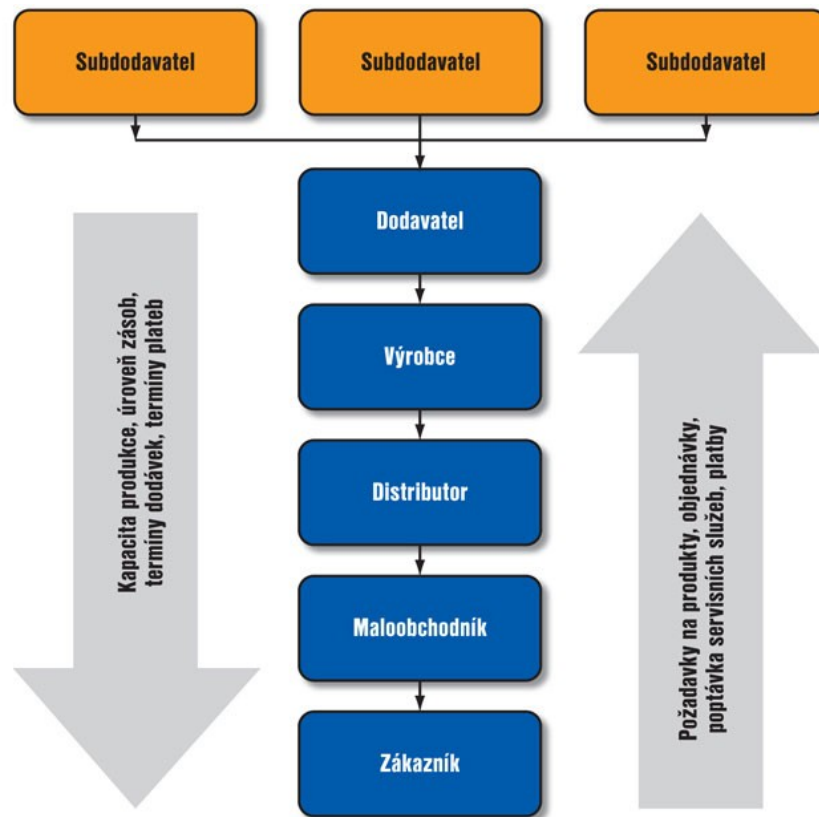 Subdodavatel
Subdodavatel
Subdodavatel
Dodavatel
Výrobce
Distributor
Maloobchodník
Zákazník
Kapacita produkce, úroveň zásob,
termíny dodávek, termíny plateb
Požadavky na produkty, objednávky,
poptávka servisních služeb, platby